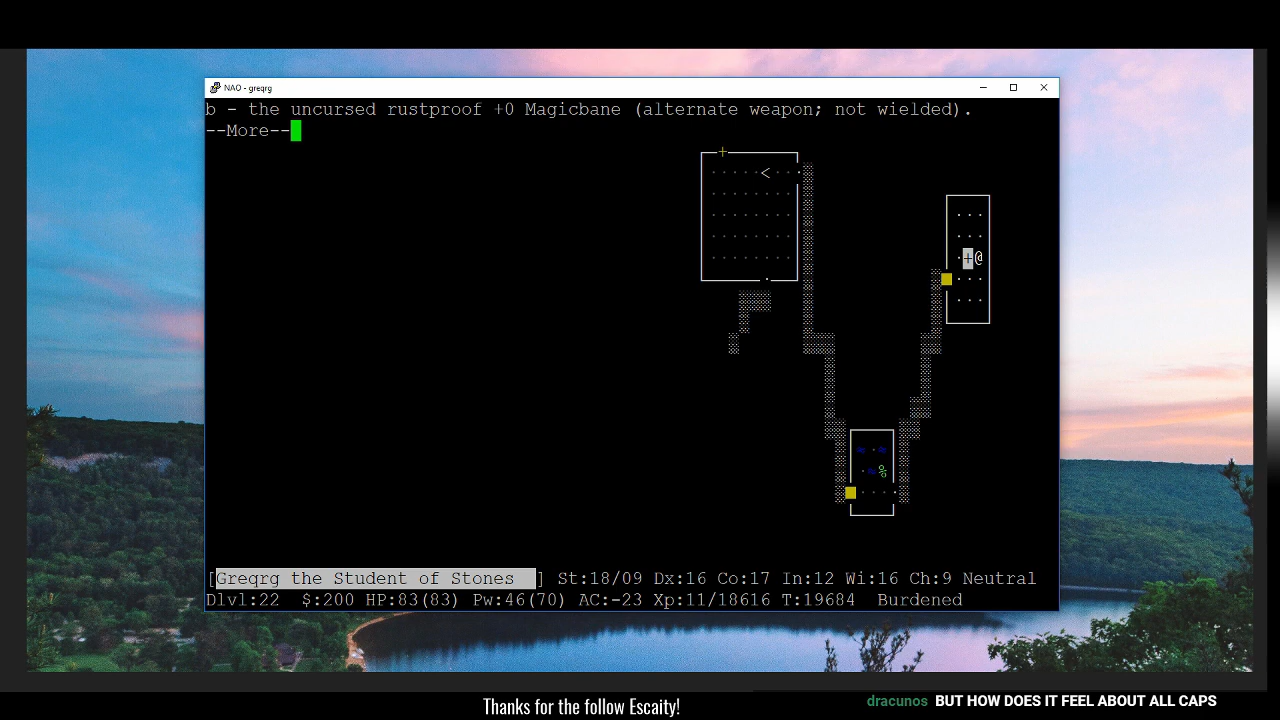 NAO - greqrg
b - the uncursed rustproof +0 Magicbane (alternate weapon; not wielded).
--More--
[Greqrg the Student of Stones ] St:18/09 Dx:16 Co:17 In:12 Wi:16 Ch:9 Neutral
Dlvl:22 $:200 HP:83(83) Pw:46(70) AC:-23 Xp:11/18616 T:19684 Burdened
Thanks for the follow Escaity!
dracunos BUT HOW DOES IT FEEL ABOUT ALL CAPS